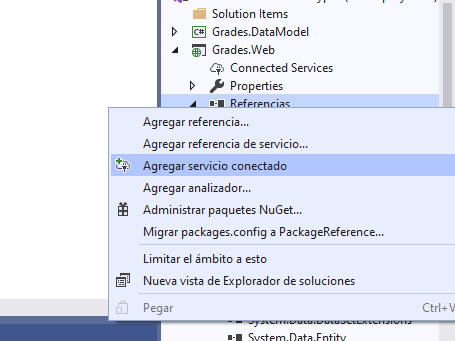 Solution Items
Grades.DataModel
Grades.Web
Connected Services
Properties
Referencias
Agregar referencia...
Agregar referencia de servicio...
Agregar servicio conectado
Agregar analizador...
Administrar paquetes NuGet...
Migrar packages.config a PackageReference...
Limitar el ámbito a esto
Nueva vista de Explorador de soluciones
Pegar Ctrl+V
System.Data.DataSetExtensions
System.Data.Entity